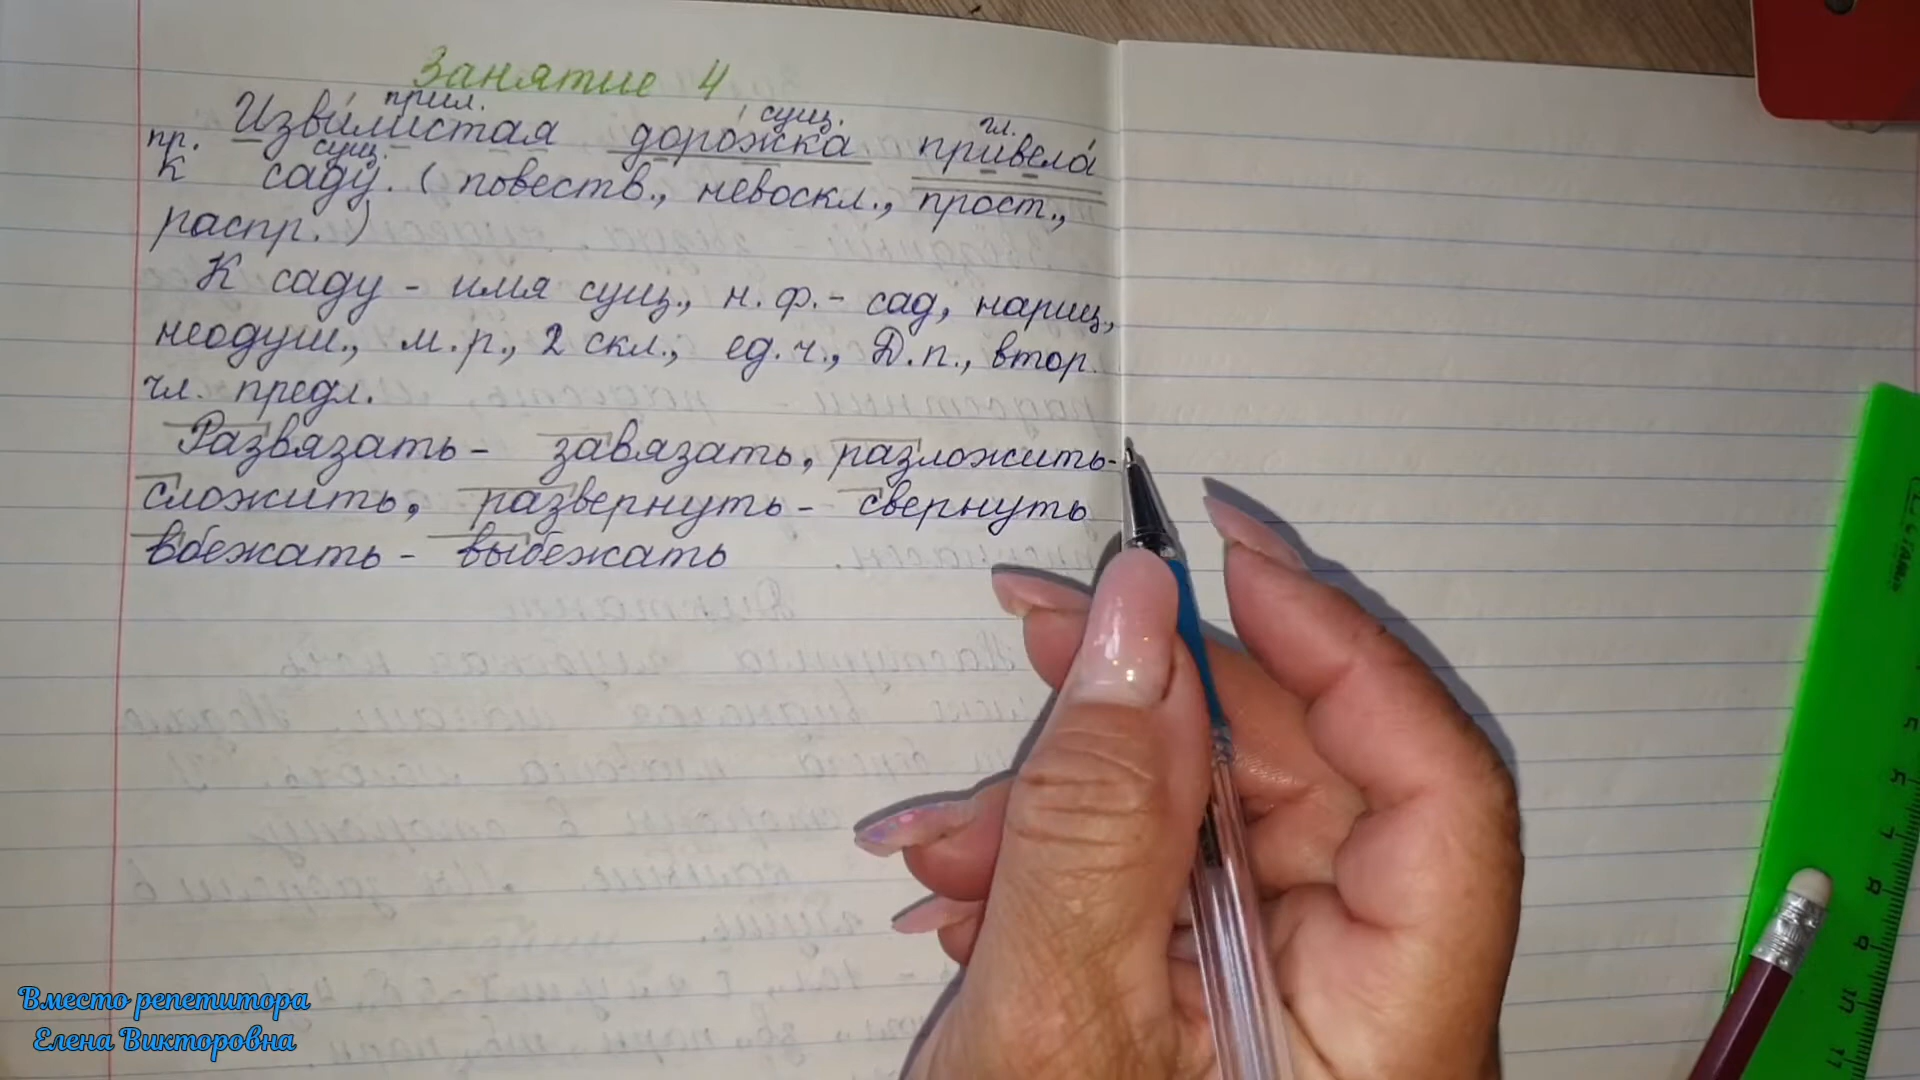 Занятие 4
прил. сущ. гл.
Извилистая дорожка привела
пр. сущ.
к саду. (повеств., невоскл., прост.,
распр.)
К саду - имя сущ., н. ф. - сад, нариц.,
неодуш., м.р., 2 скл., ед.ч., Д.п., втор.
чл. предл.
Развязать - завязать, разложить-
сложить, развернуть - свернуть
вбежать - выбежать
Вместо репетитора
Елена Викторовна